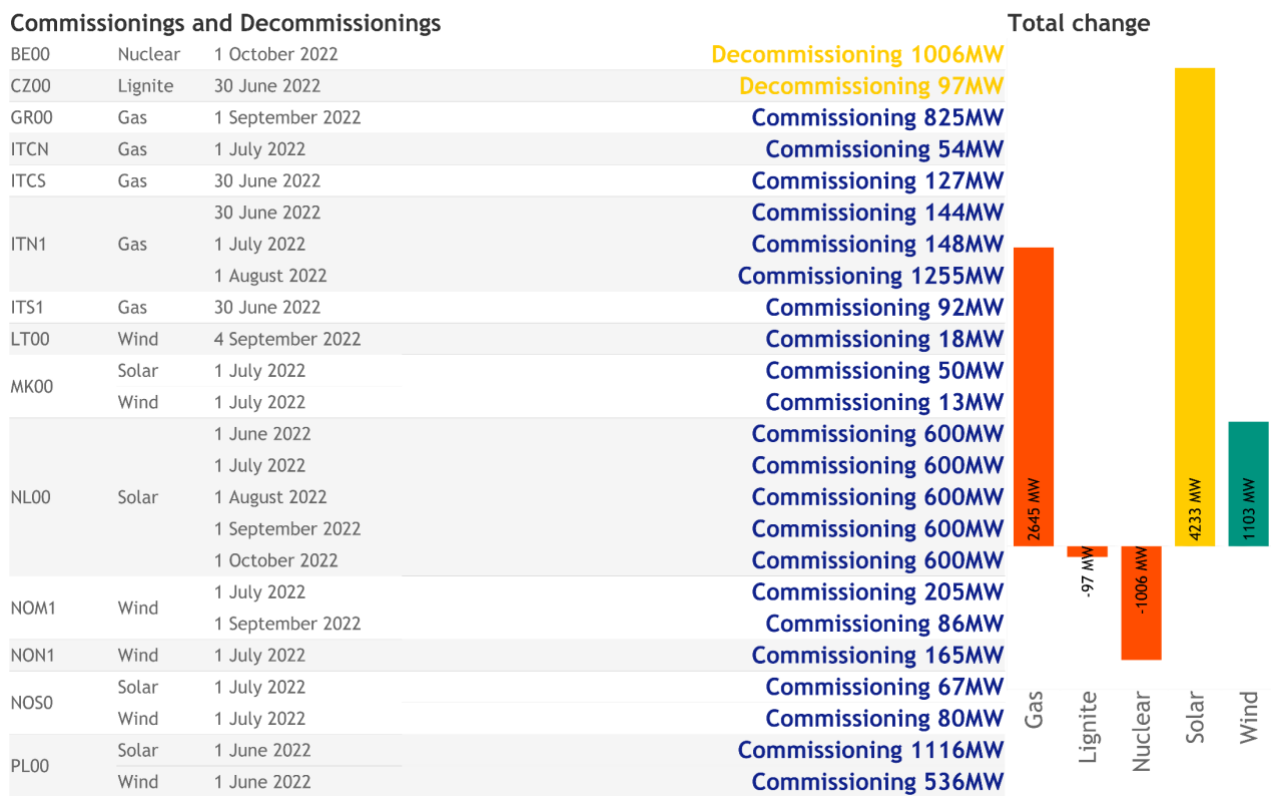 Commissionings and Decommissionings
Total change
BE00 Nuclear 1 October 2022 Decommissioning 1006MW
CZ00 Lignite 30 June 2022 Decommissioning 97MW
GR00 Gas 1 September 2022 Commissioning 825MW
ITCN Gas 1 July 2022 Commissioning 54MW
ITCS Gas 30 June 2022 Commissioning 127MW
30 June 2022 Commissioning 144MW
ITN1 Gas 1 July 2022 Commissioning 148MW
1 August 2022 Commissioning 1255MW
ITS1 Gas 30 June 2022 Commissioning 92MW
LT00 Wind 4 September 2022 Commissioning 18MW
MK00
Solar 1 July 2022 Commissioning 50MW
Wind 1 July 2022 Commissioning 13MW
1 June 2022 Commissioning 600MW
1 July 2022 Commissioning 600MW
NL00 Solar 1 August 2022 Commissioning 600MW
1 September 2022 Commissioning 600MW
1 October 2022 Commissioning 600MW
NOM1 Wind
1 July 2022 Commissioning 205MW
1 September 2022 Commissioning 86MW
NON1 Wind 1 July 2022 Commissioning 165MW
NOS0
Solar 1 July 2022 Commissioning 67MW
Wind 1 July 2022 Commissioning 80MW
PL00
Solar 1 June 2022 Commissioning 1116MW
Wind 1 June 2022 Commissioning 536MW
2645 MW
-97 MW
-1006 MW
4233 MW
1103 MW
Gas
Lignite
Nuclear
Solar
Wind